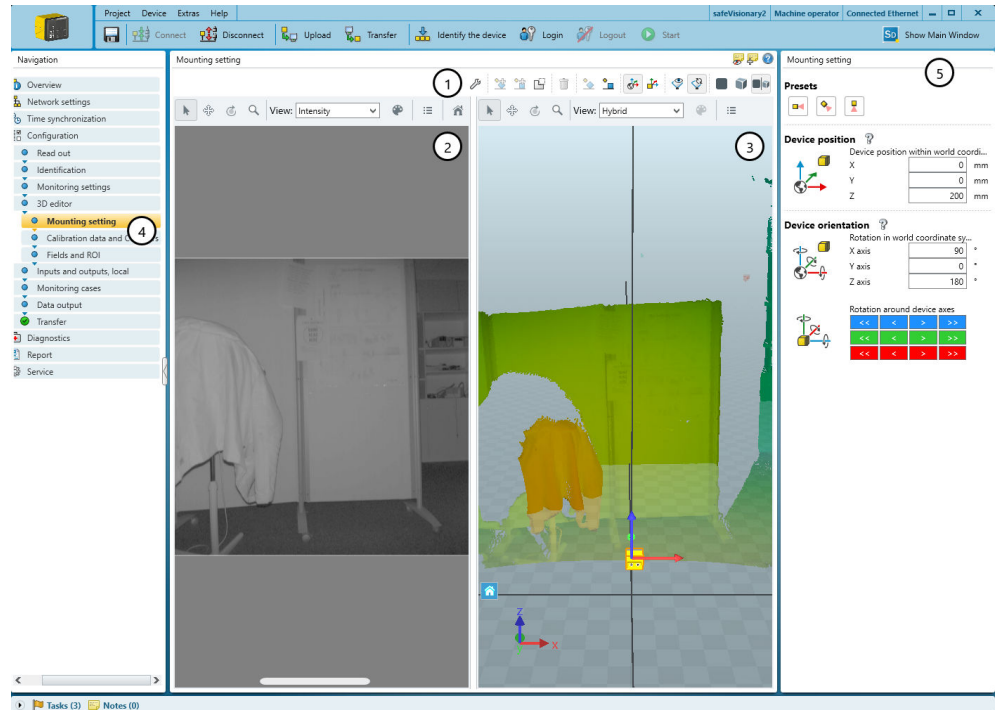 Project Device Extras Help safeVisionary2 Machine operator Connected Ethernet
Connect Disconnect Upload Transfer Identify the device Login Logout Start So Show Main Window
Navigation
Overview
Network settings
Time synchronization
Configuration
Read out
Identification
Monitoring settings
3D editor
Mounting setting
4
Calibration data and
Fields and ROI
Inputs and outputs, local
Monitoring cases
Data output
Transfer
Diagnostics
Report
Service
Mounting setting
1
View: Intensity
2
View: Hybrid
3
Z
X
Mounting setting
5
Presets
Device position
Device position within world coordi...
X 0 mm
Y 0 mm
Z 200 mm
Device orientation
Rotation in world coordinate sy...
X axis 90 °
Y axis 0 °
Z axis 180 °
Rotation around device axes
<< < > >>
<< < > >>
<< < > >>
Tasks (3) Notes (0)